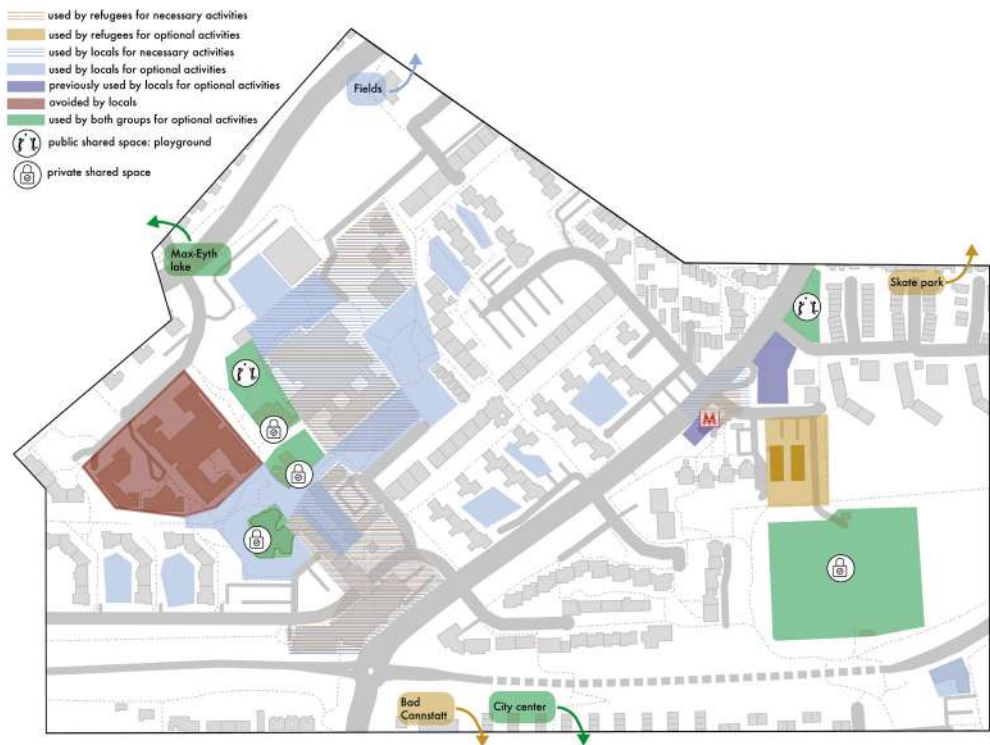 used by refugees for necessary activities
used by refugees for optional activities
used by locals for necessary activities
used by locals for optional activities
previously used by locals for optional activities
avoided by locals
used by both groups for optional activities
public shared space: playground
private shared space
Fields
Max-Eyth
lake
Skate park
M
Bad
Cannstatt
City center